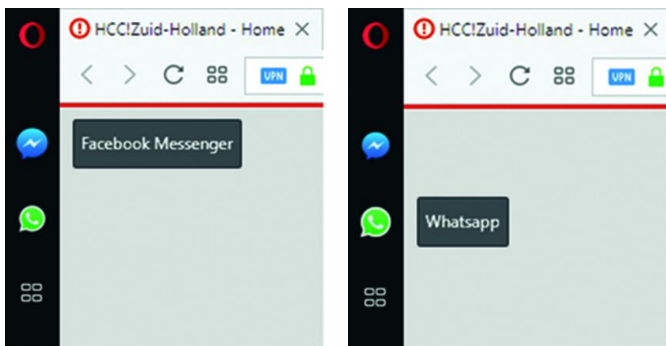 HCC!Zuid-Holland - Home
VPN
Facebook Messenger
HCC!Zuid-Holland - Home
VPN
Whatsapp